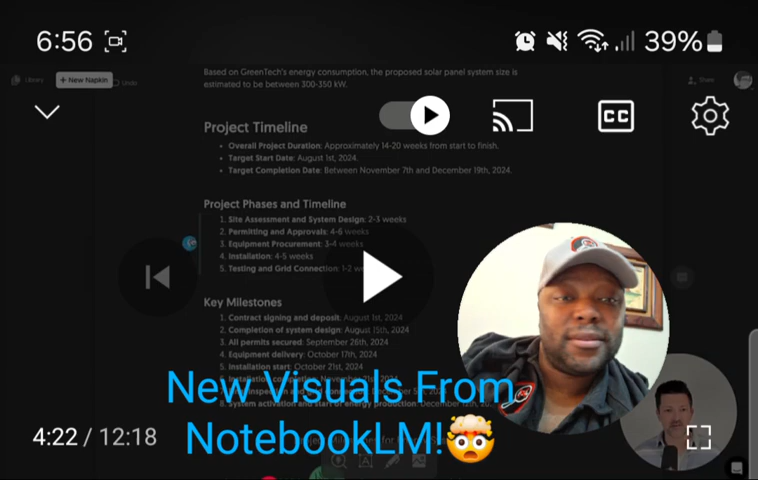 6:56
39%
Library
+ New Napkin
Undo
Share
Based on GreenTech's energy consumption, the proposed solar panel system size is
estimated to be between 300-350 kW.
CC
Project Timeline
Overall Project Duration: Approximately 14-20 weeks from start to finish.
Target Start Date: August 1st, 2024.
Target Completion Date: Between November 7th and December 19th, 2024.
Project Phases and Timeline
1. Site Assessment and System Design: 2-3 weeks
2. Permitting and Approvals: 4-6 weeks
3. Equipment Procurement: 3-4 weeks
4. Installation: 4-5 weeks
5. Testing and Grid Connection: 1-2
Key Milestones
1. Contract signing and deposit: August 1st, 2024
2. Completion of system design: August 15th, 2024
3. All permits secured: September 26th, 2024
4. Equipment delivery: October 17th, 2024
5. Installation start: October 21st, 2024
New Visuals From
8. System activation and start of energy production: December
4:22 / 12:18
NotebookLM!🤯